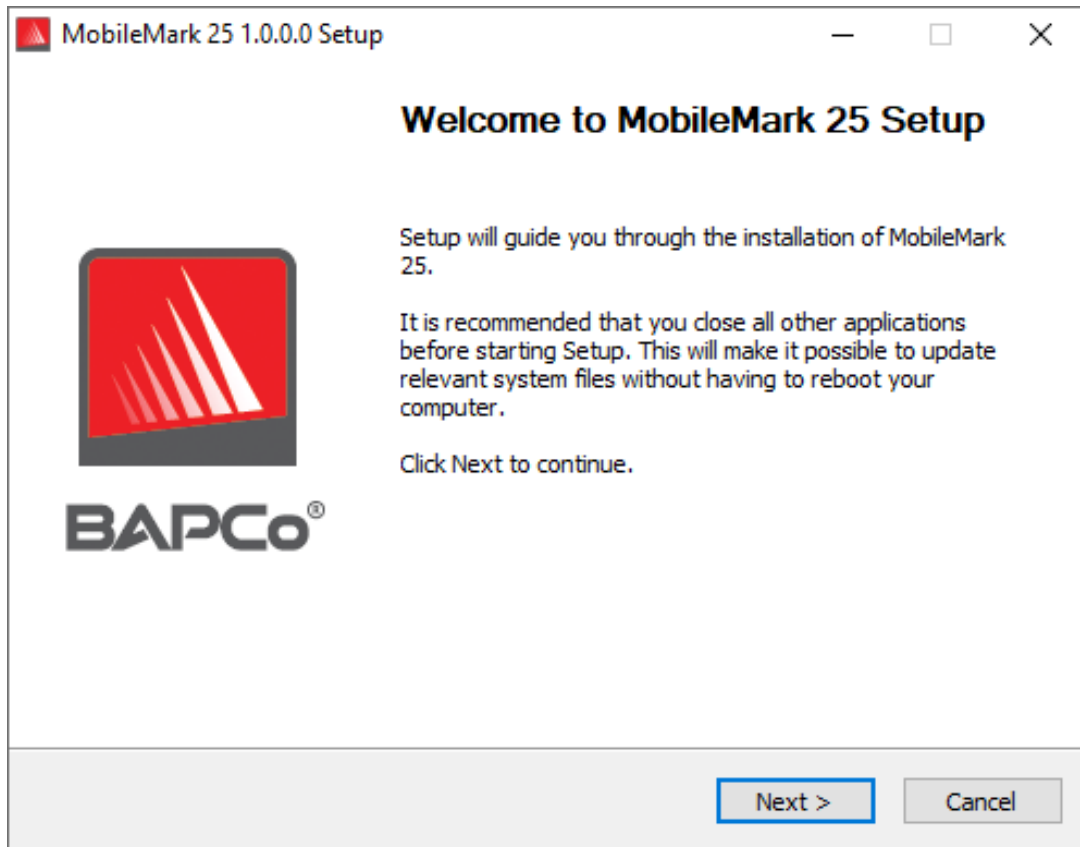 MobileMark 25 1.0.0.0 Setup
Welcome to MobileMark 25 Setup
Setup will guide you through the installation of MobileMark
25.
It is recommended that you close all other applications
before starting Setup. This will make it possible to update
relevant system files without having to reboot your
computer.
Click Next to continue.
BAPCo®
Next >
Cancel